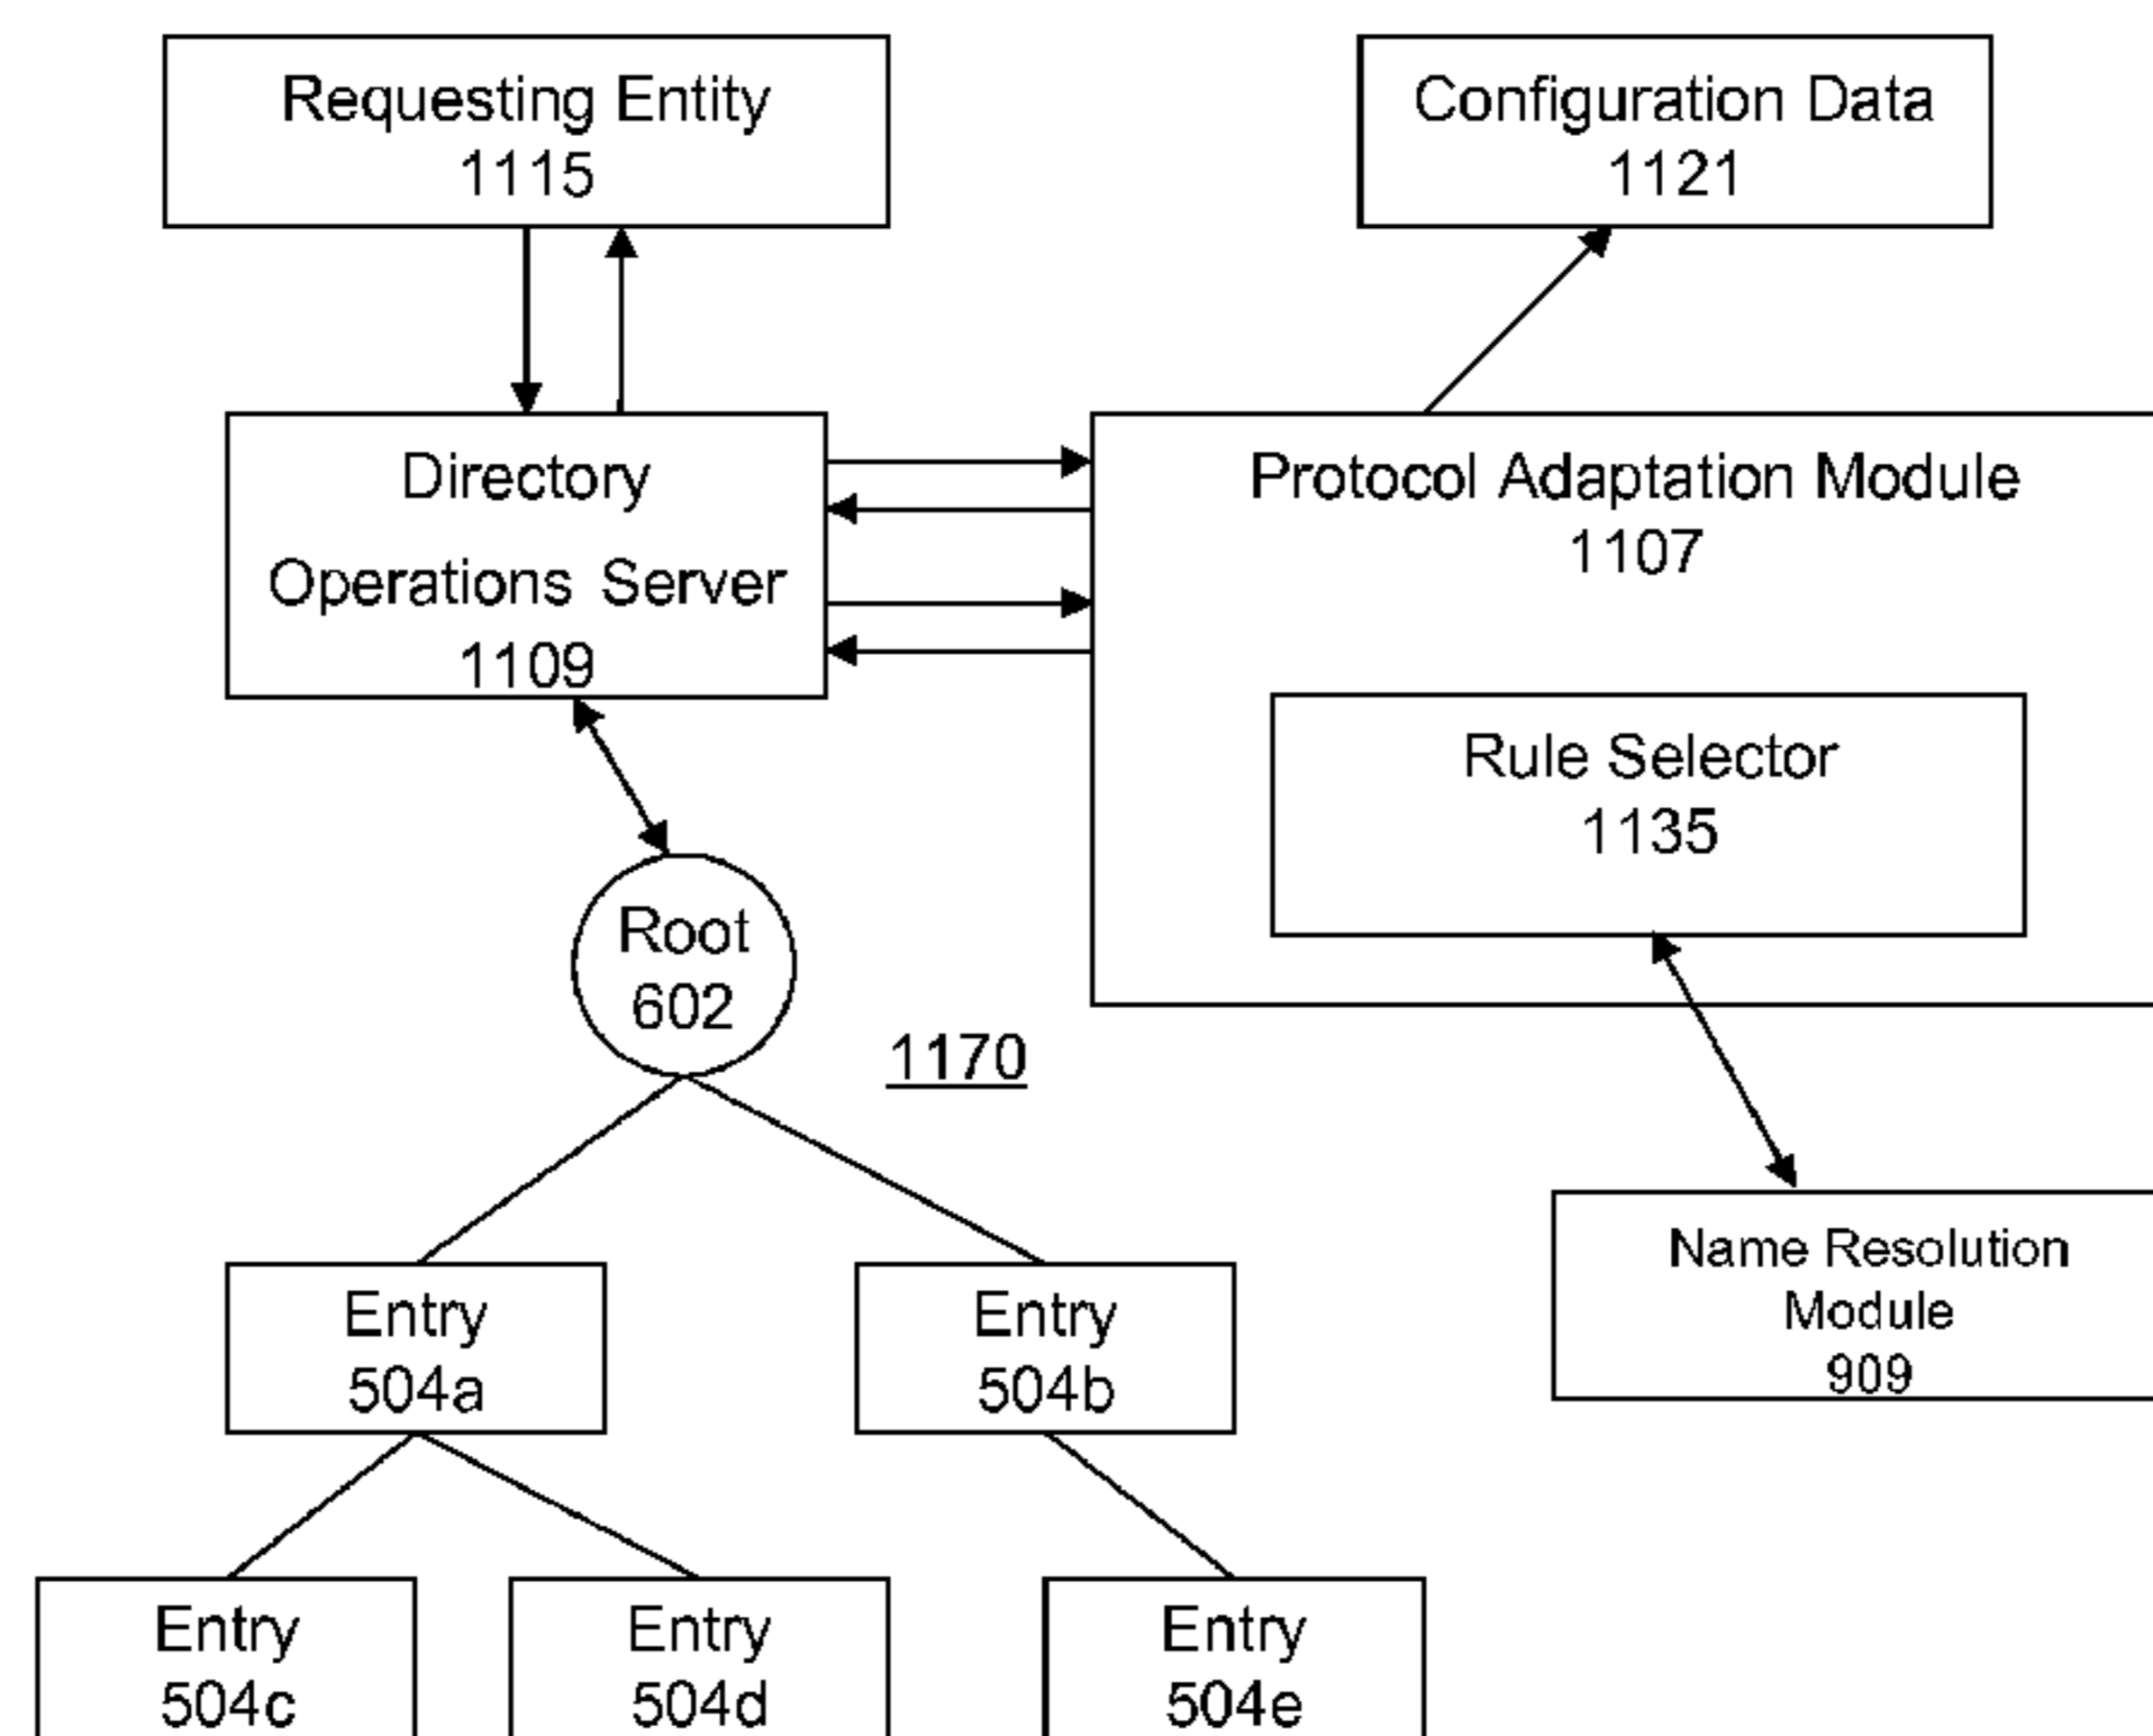 Requesting Entity
1115
Configuration Data
1121
Directory
Operations Server
1109
Protocol Adaptation Module
1107
Rule Selector
1135
Root
602
1170
Name Resolution
Module
909
Entry
504a
Entry
504b
Entry
504c
Entry
504d
Entry
504e